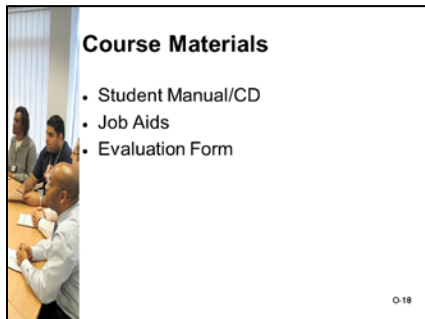 Course Materials
• Student Manual/CD
• Job Aids
• Evaluation Form
O-18